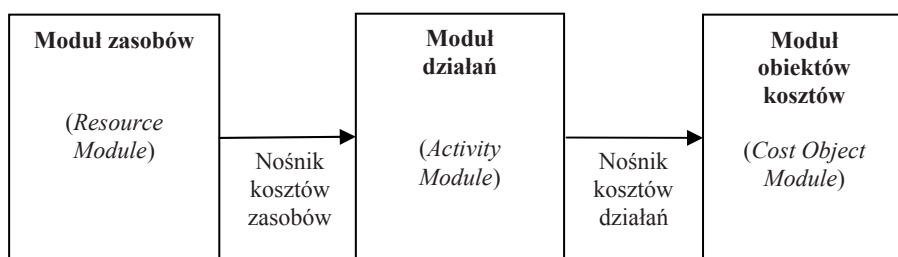 Moduł zasobów
(Resource
Module)
Nośnik
kosztów
zasobów
Moduł
działań
(Activity
Module)
Nośnik
kosztów
działań
Moduł
obiektów
kosztów
(Cost Object
Module)